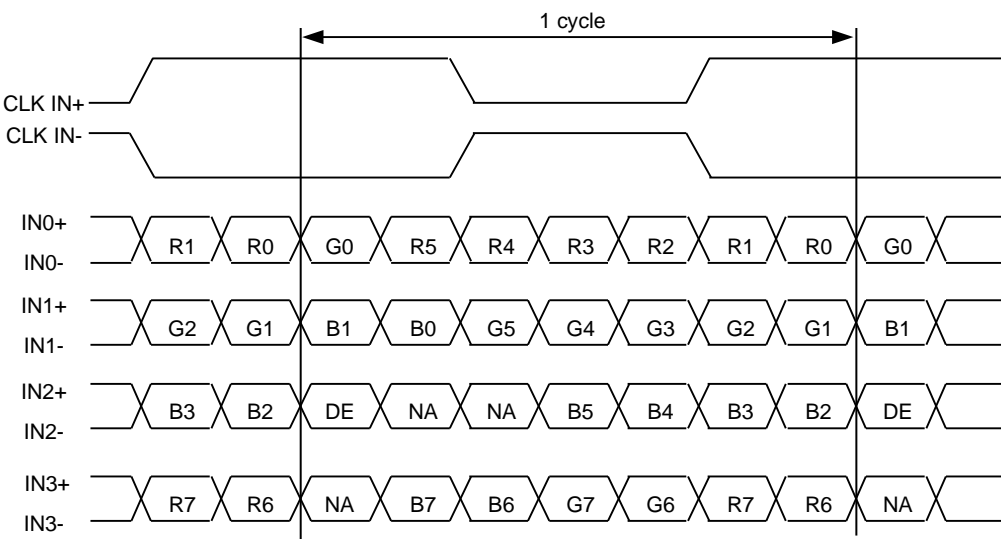 1 cycle
CLK IN+
CLK IN-
IN0+
R1 R0 G0 R5 R4 R3 R2 R1 R0 G0
IN0-
IN1+
G2 G1 B1 B0 G5 G4 G3 G2 G1 B1
IN1-
IN2+
B3 B2 DE NA NA B5 B4 B3 B2 DE
IN2-
IN3+
R7 R6 NA B7 B6 G7 G6 R7 R6 NA
IN3-